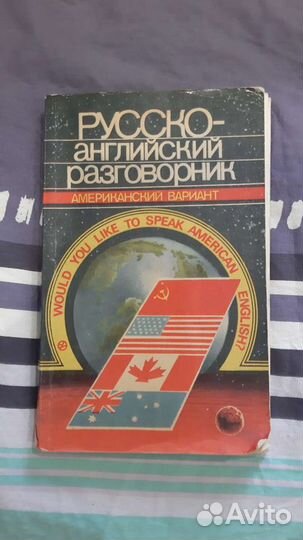 РУССКО-
английский
разговорник
АМЕРИКАНСКИЙ ВАРИАНТ
WOULD YOU LIKE TO SPEAK AMERICAN ENGLISH?
Avito